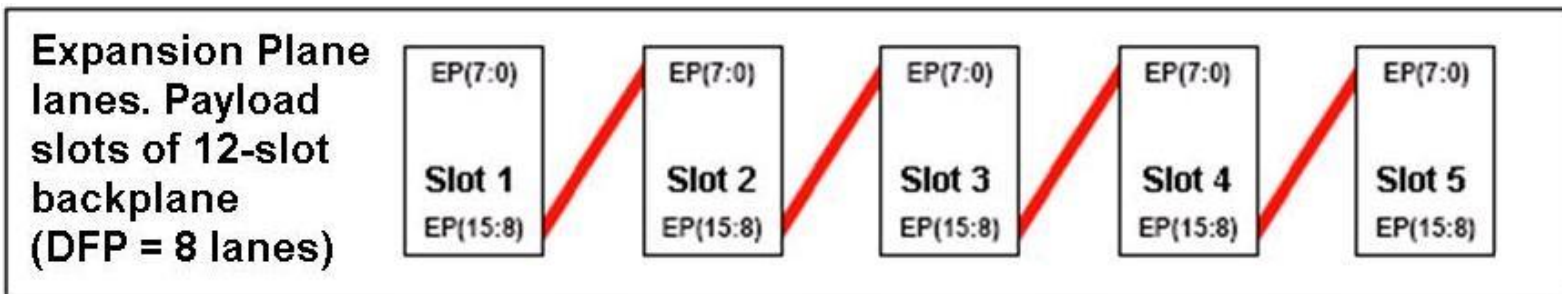 Expansion Plane
lanes. Payload
slots of 12-slot
backplane
(DFP = 8 lanes)
EP(7:0)
Slot 1
EP(15:8)
EP(7:0)
Slot 2
EP(15:8)
EP(7:0)
Slot 3
EP(15:8)
EP(7:0)
Slot 4
EP(15:8)
EP(7:0)
Slot 5
EP(15:8)